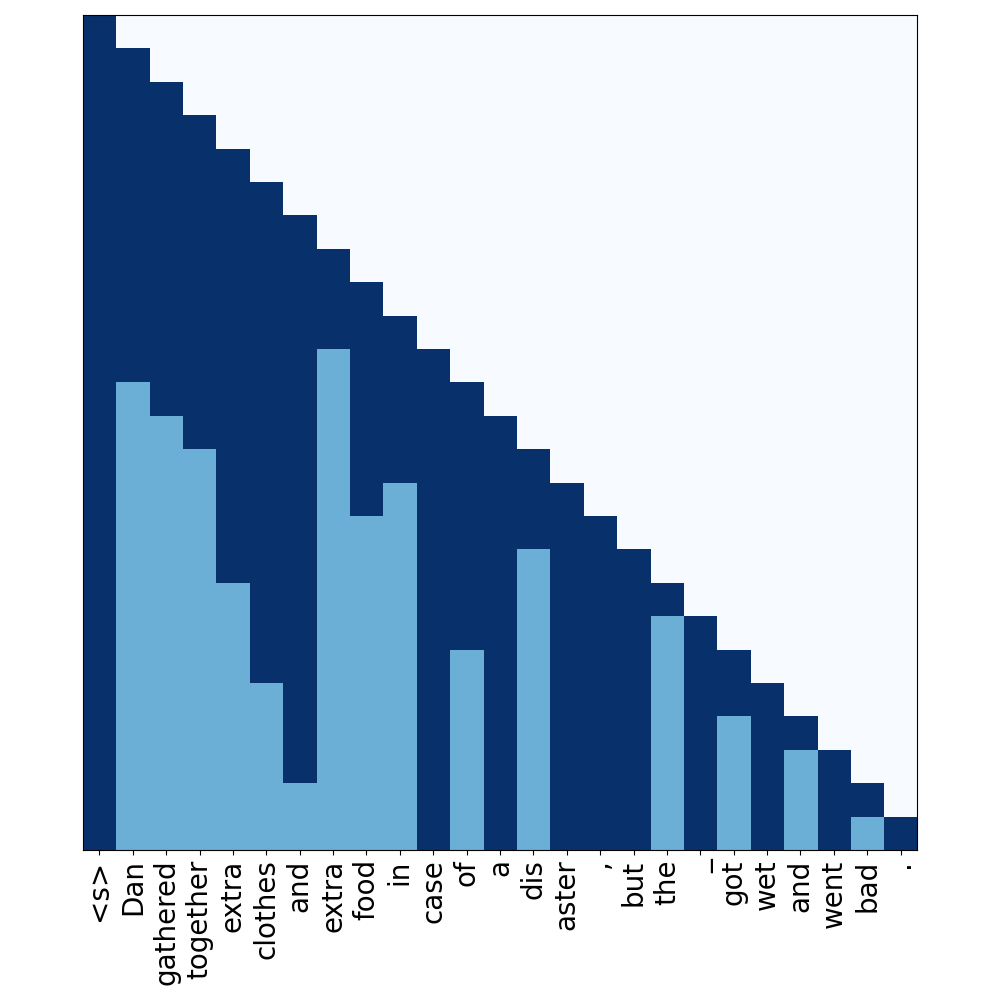 <s>
Dan
gathered
together
extra
clothes
and
extra
food
in
case
of
a
dis
aster
,
but
the
_
got
wet
and
went
bad
.